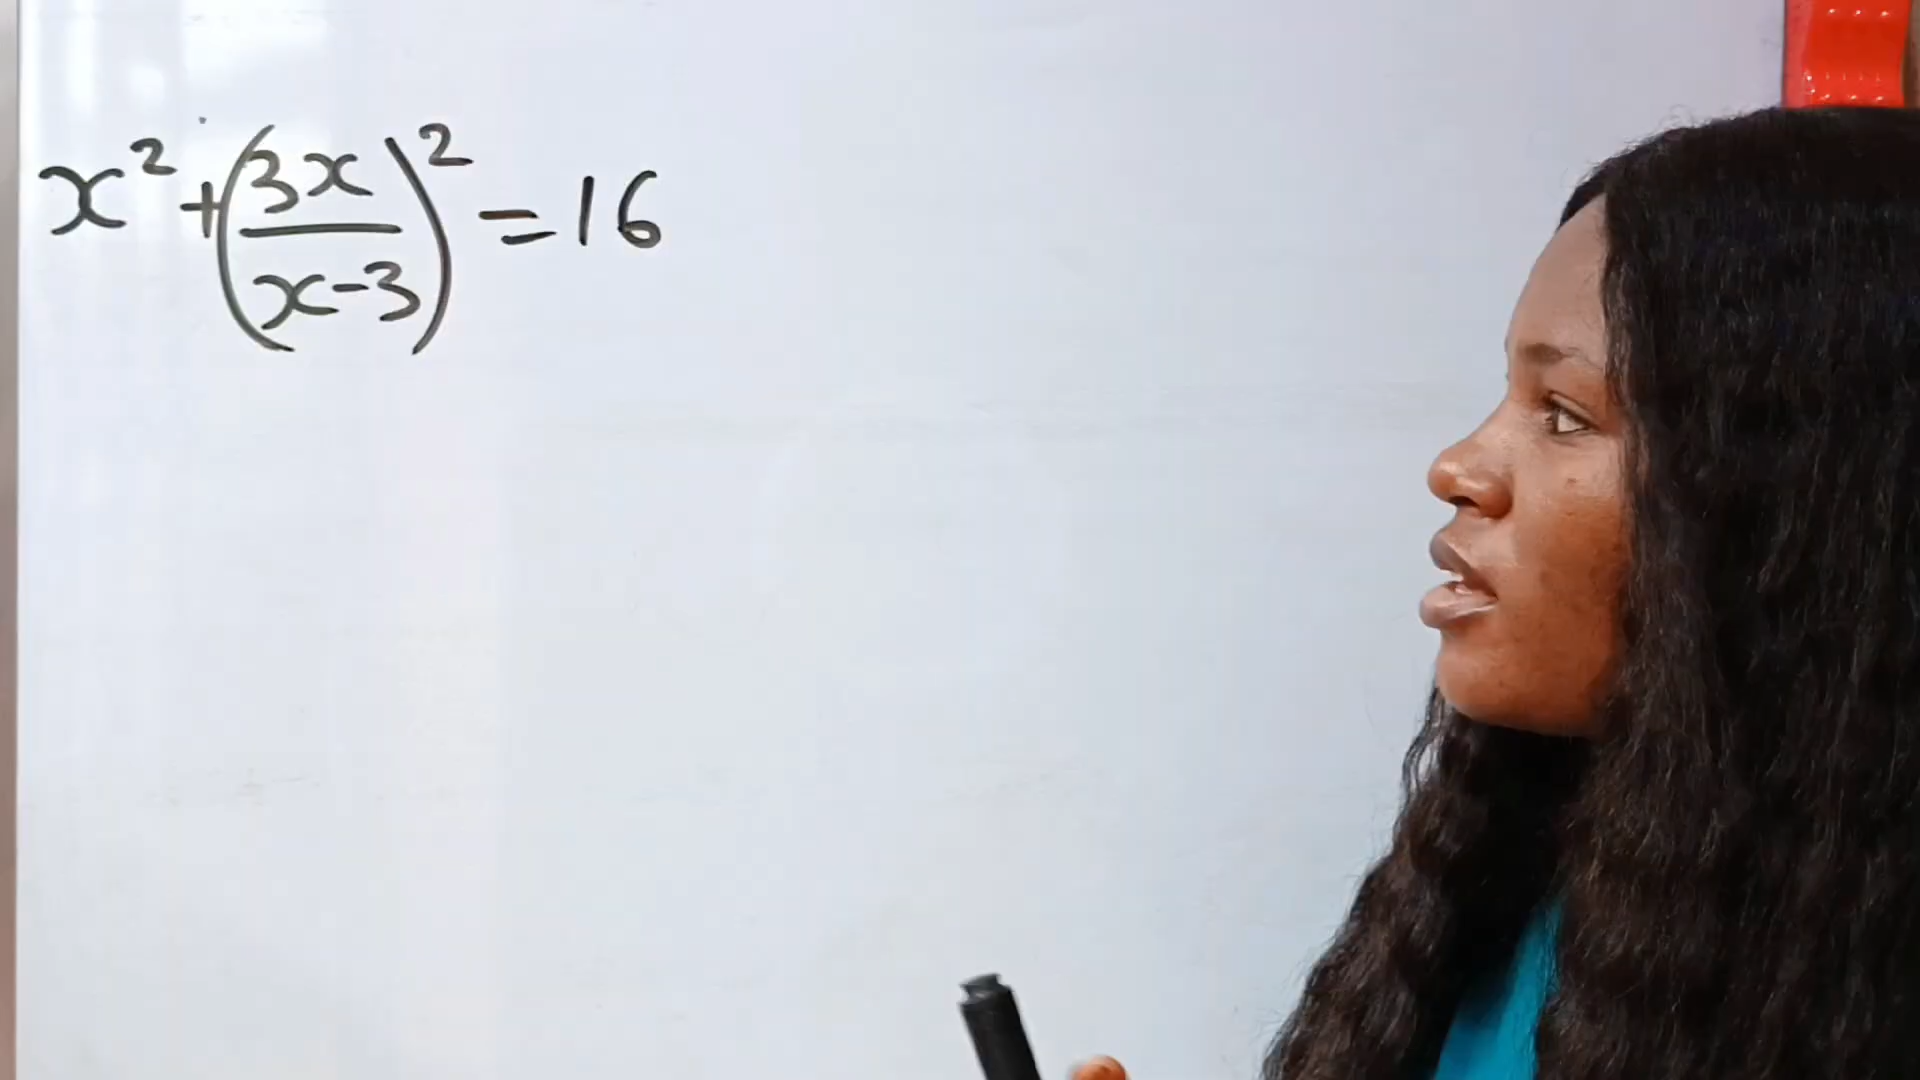 x² + (3x/(x-3))² = 16